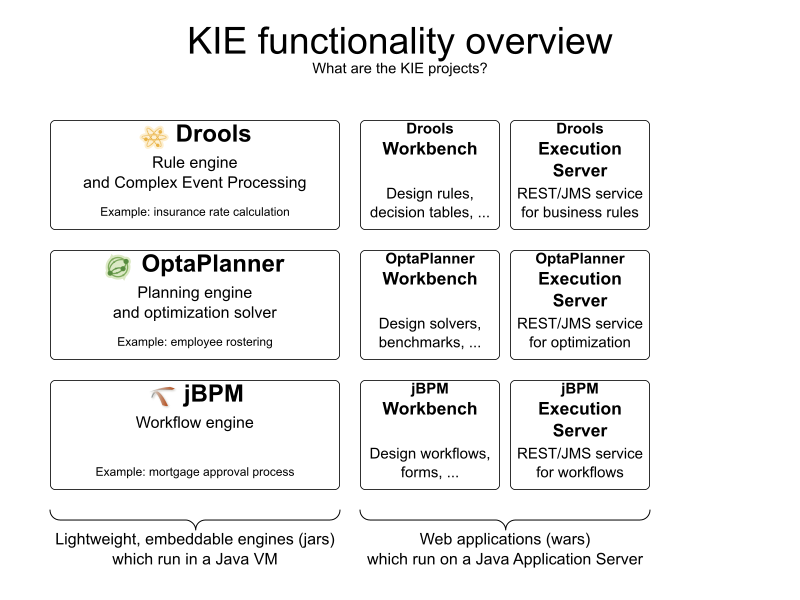 KIE functionality overview
What are the KIE projects?
Drools
Rule engine
and Complex Event Processing
Example: insurance rate calculation
Drools
Workbench
Design rules,
decision tables, ...
Drools
Execution
Server
REST/JMS service
for business rules
OptaPlanner
Planning engine
and optimization solver
Example: employee rostering
OptaPlanner
Workbench
Design solvers,
benchmarks, ...
OptaPlanner
Execution
Server
REST/JMS service
for optimization
jBPM
Workflow engine
Example: mortgage approval process
jBPM
Workbench
Design workflows,
forms, ...
jBPM
Execution
Server
REST/JMS service
for workflows
Lightweight, embeddable engines (jars)
which run in a Java VM
Web applications (wars)
which run on a Java Application Server